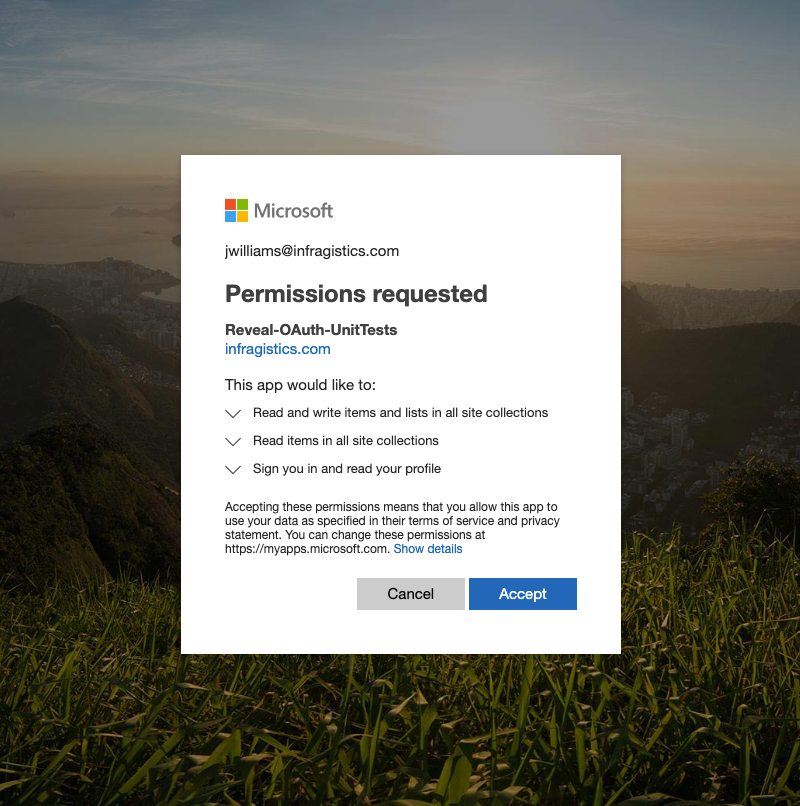 Microsoft
jwilliams@infragistics.com
Permissions requested
Reveal-OAuth-UnitTests
infragistics.com
This app would like to:
Read and write items and lists in all site collections
Read items in all site collections
Sign you in and read your profile
Accepting these permissions means that you allow this app to
use your data as specified in their terms of service and privacy
statement. You can change these permissions at
https://myapps.microsoft.com. Show details
Cancel Accept